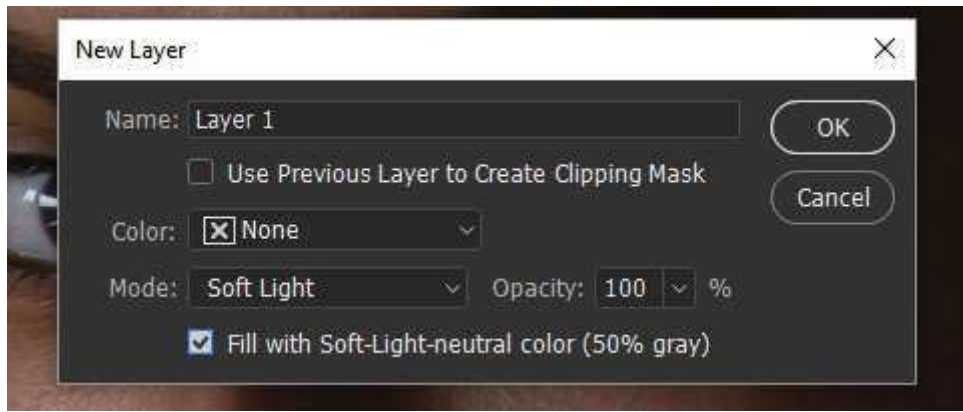 New Layer
Name: Layer 1
OK
Use Previous Layer to Create Clipping Mask
Cancel
Color: None
Mode: Soft Light Opacity: 100 %
Fill with Soft-Light-neutral color (50% gray)